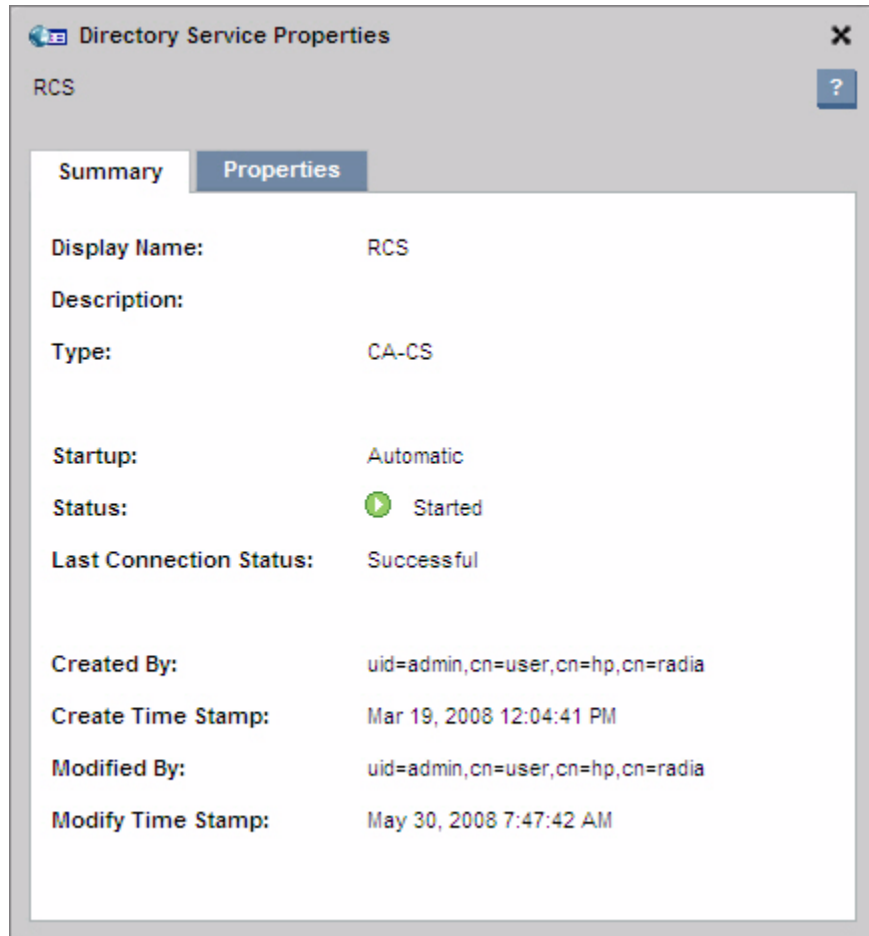 Directory Service Properties
RCS
?
Summary Properties
Display Name: RCS
Description:
Type: CA-CS
Startup: Automatic
Status: Started
Last Connection Status: Successful
Created By: uid=admin,cn=user,cn=hp,cn=radia
Create Time Stamp: Mar 19, 2008 12:04:41 PM
Modified By: uid=admin,cn=user,cn=hp,cn=radia
Modify Time Stamp: May 30, 2008 7:47:42 AM